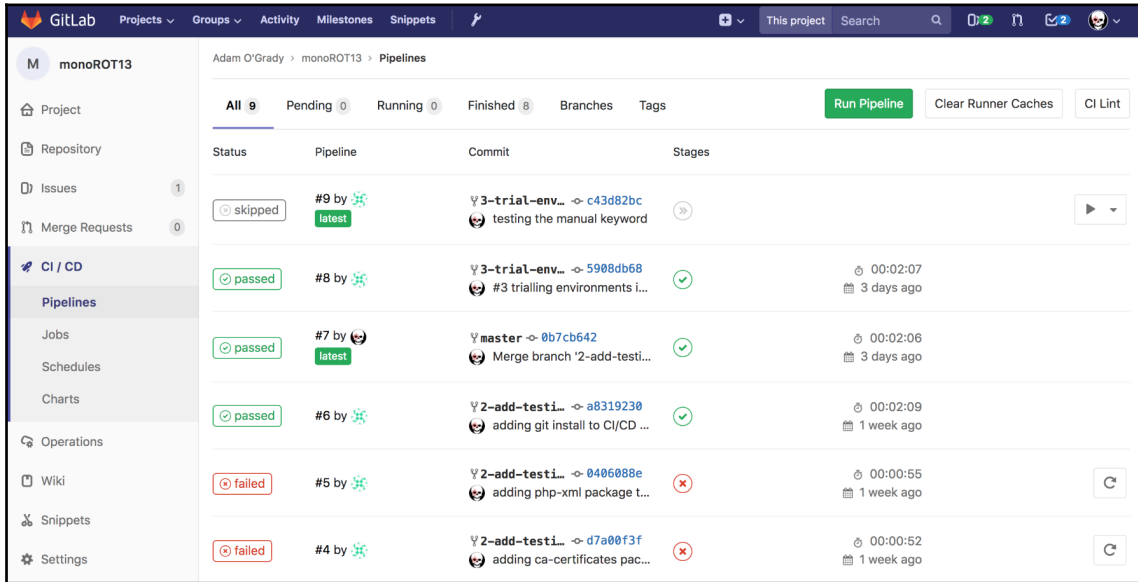 GitLab Projects Groups Activity Milestones Snippets This project Search 2 2
M monoROT13
Adam O'Grady > monoROT13 > Pipelines
Project
Repository
Issues 1
Merge Requests 0
CI / CD
Pipelines
Jobs
Schedules
Charts
Operations
Wiki
Snippets
Settings
All 9 Pending 0 Running 0 Finished 8 Branches Tags Run Pipeline Clear Runner Caches CI Lint
Status Pipeline Commit Stages
skipped #9 by latest 3-trial-env… c43d82bc
testing the manual keyword
passed #8 by 3-trial-env… 5908db68 00:02:07
#3 trialling environments i… 3 days ago
passed #7 by latest master 0b7cb642 00:02:06
Merge branch '2-add-testi… 3 days ago
passed #6 by 2-add-testi… a8319230 00:02:09
adding git install to CI/CD … 1 week ago
failed #5 by 2-add-testi… 0406088e 00:00:55
adding php-xml package t… 1 week ago
failed #4 by 2-add-testi… d7a00f3f 00:00:52
adding ca-certificates pac… 1 week ago